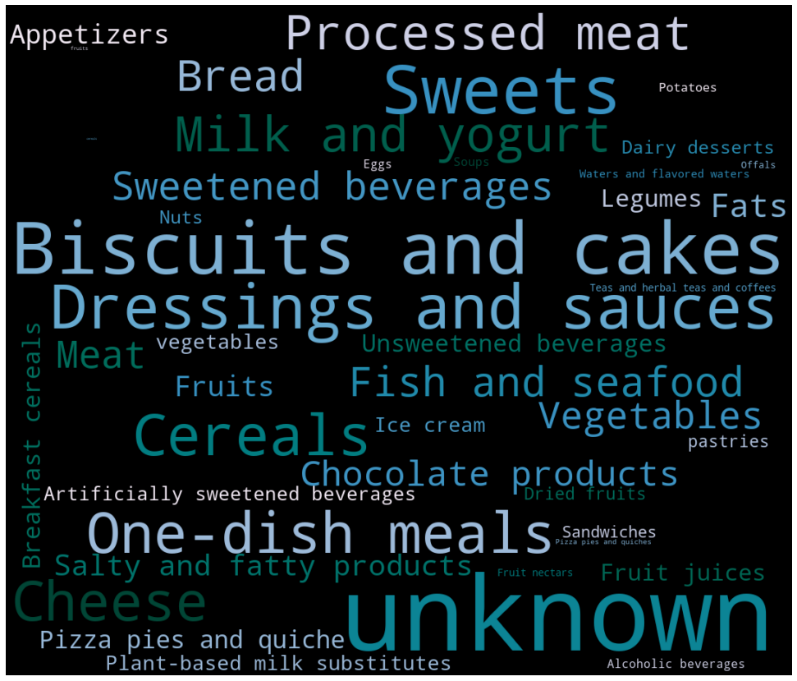 Appetizers
Processed meat
fruits
Bread
Sweets
Potatoes
Milk and yogurt
Dairy desserts
Eggs
Soups
Offals
Sweetened beverages
Waters and flavored waters
Legumes
Fats
Nuts
Biscuits and cakes
Teas and herbal teas and coffees
Dressings and sauces
Breakfast cereals
Meat
vegetables
Unsweetened beverages
Fruits
Fish and seafood
Cereals
Ice cream
Vegetables
pastries
Chocolate products
Artificially sweetened beverages
Dried fruits
One-dish meals
Sandwiches
Pizza pies and quiches
Salty and fatty products
Fruit nectars
Fruit juices
Cheese
unknown
Pizza pies and quiche
Plant-based milk substitutes
Alcoholic beverages